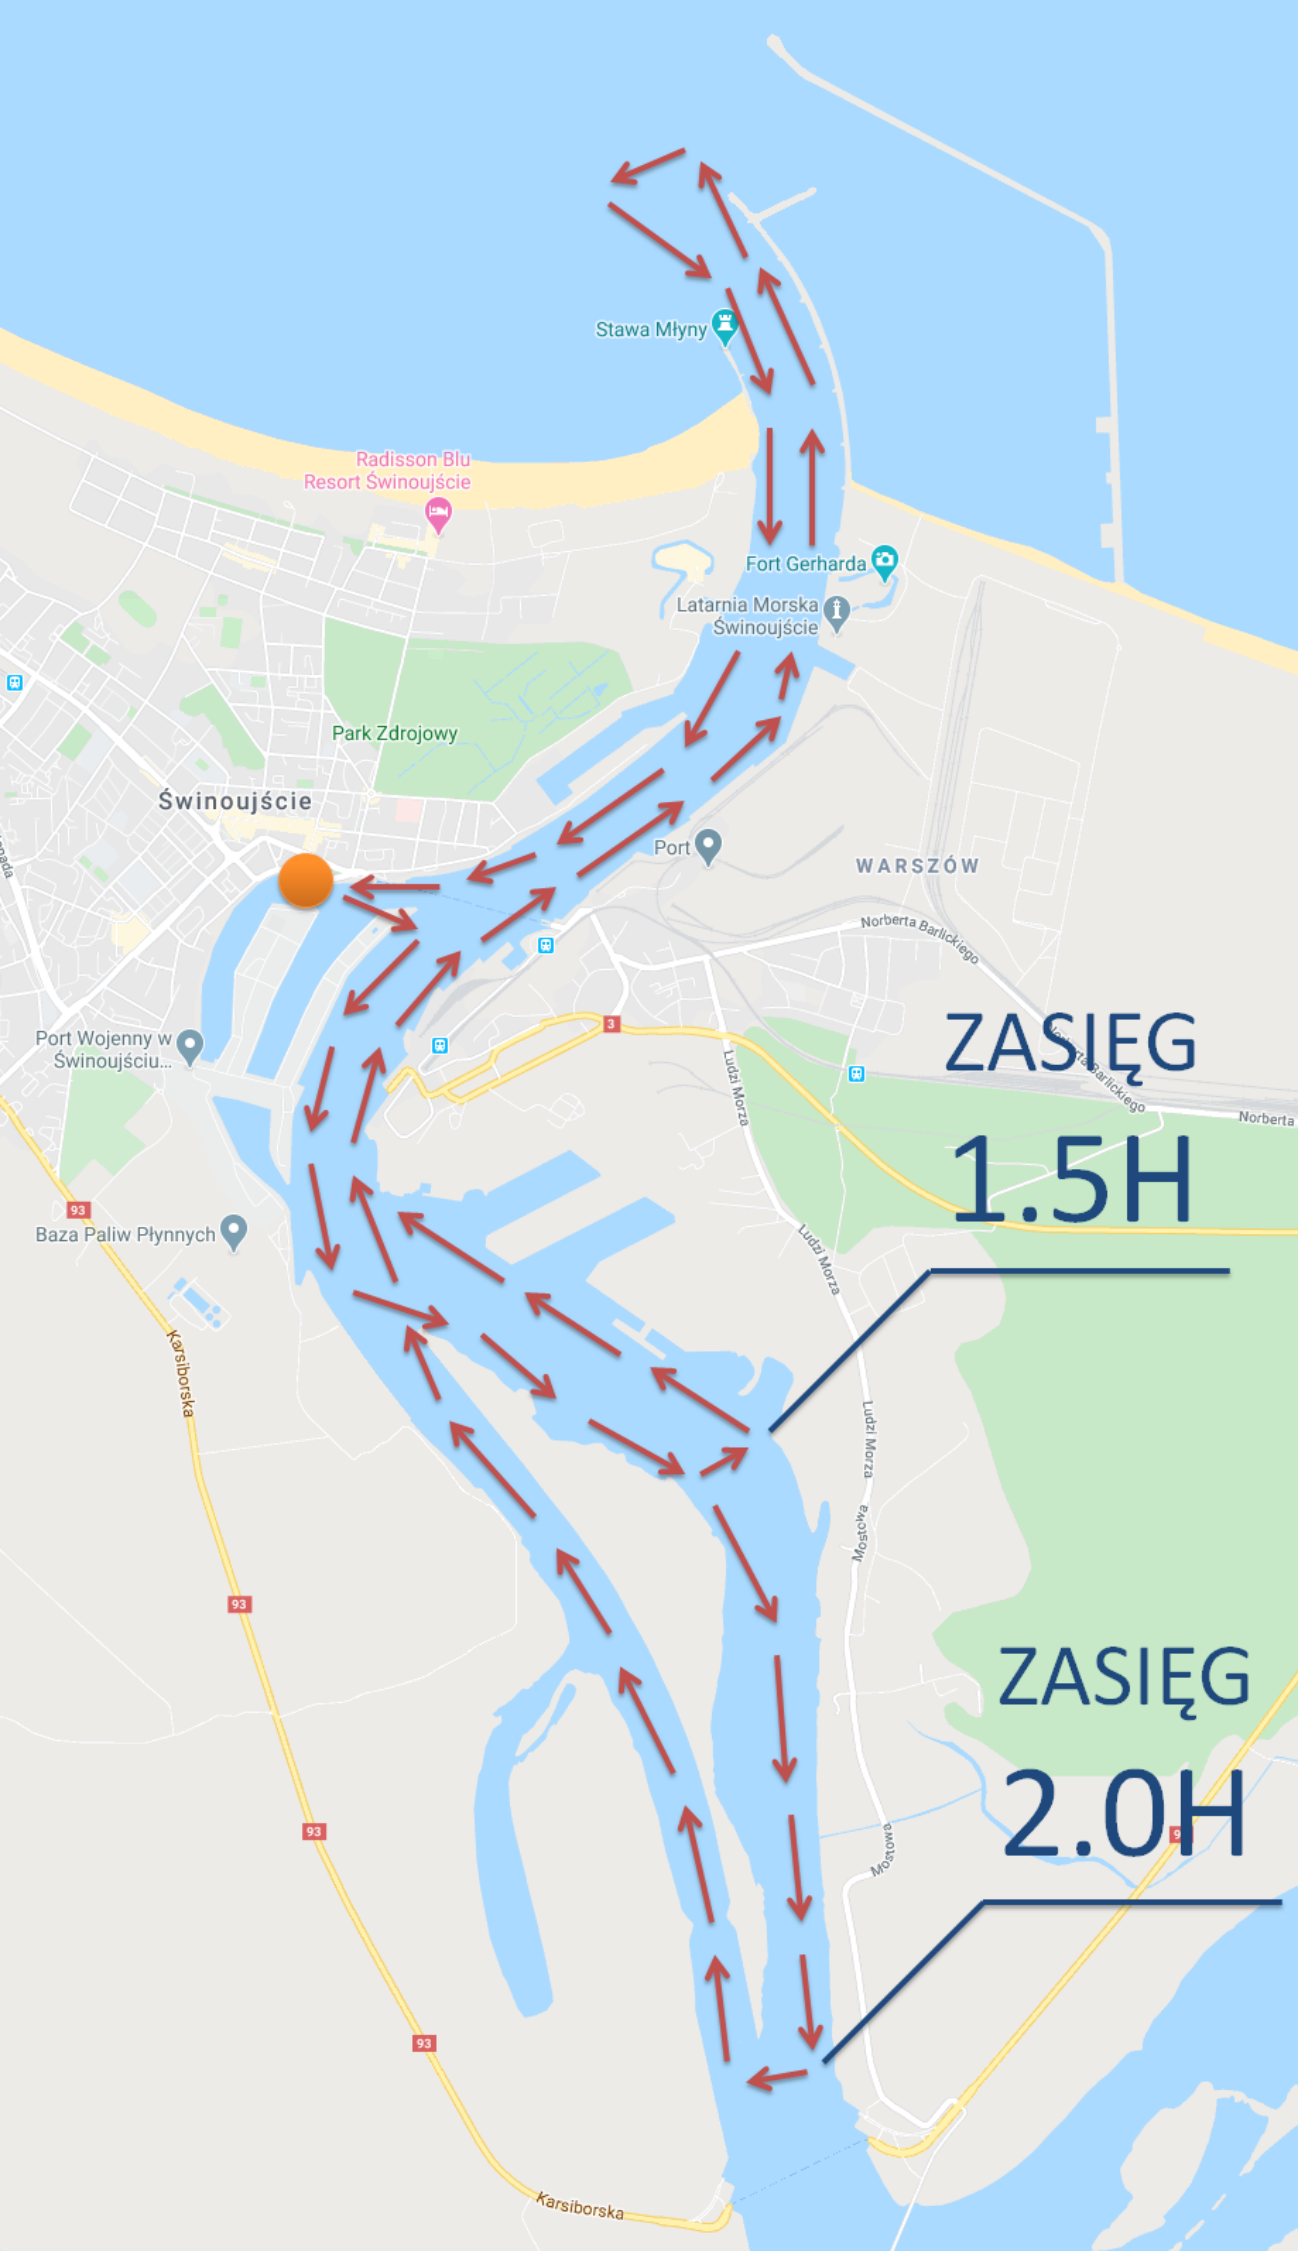 Stawa Młyny
Radisson Blu
Resort Świnoujście
Fort Gerharda
Latarnia Morska
Świnoujście
Park Zdrojowy
Świnoujście
Port
WARSZÓW
Norberta Barlickiego
3
Port Wojenny w
Świnoujściu...
Ludzi Morza
ZASIĘG
Norberta Barlickiego
Norberta
1.5H
93
Baza Paliw Płynnych
Ludzi Morza
Karsiborska
Ludzi Morza
Mostowa
93
ZASIĘG
2.0H
93
Mostowa
93
Karsiborska